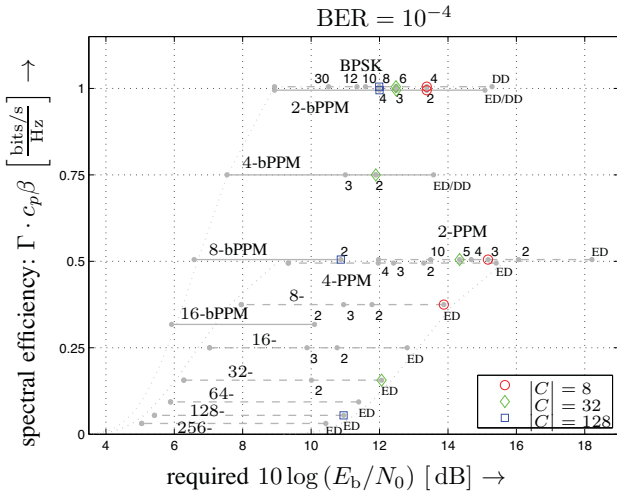 BER = 10⁻⁴
spectral efficiency: Γ · c_p β [bits/s / Hz] →
1
0.75
0.5
0.25
0
BPSK
30 12 10 8 6 4 DD
2-bPPM 4 3 2 ED/DD
4-bPPM 3 2 ED/DD
2-PPM
8-bPPM 2 10 5 4 3 2 ED
4-PPM 4 3 2 ED
8- 3 2 ED
16-bPPM 2
16- 3 2 ED
32- 2 ED
64- ED
128- ED
256- ED
|C| = 8
|C| = 32
|C| = 128
4 6 8 10 12 14 16 18
required 10 log (E_b/N_0) [dB] →